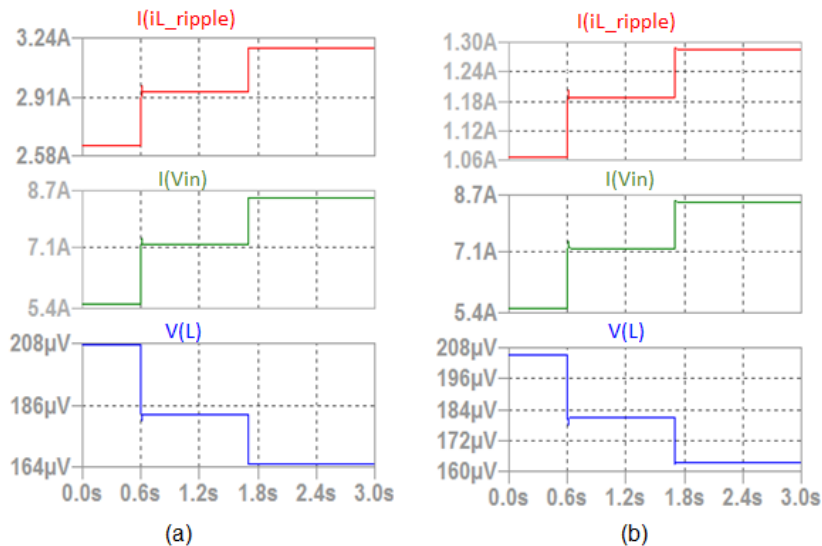 I(iL_ripple)
3.24A
2.91A
2.58A
I(Vin)
8.7A
7.1A
5.4A
V(L)
208µV
186µV
164µV
0.0s 0.6s 1.2s 1.8s 2.4s 3.0s
(a)
I(iL_ripple)
1.30A
1.24A
1.18A
1.12A
1.06A
I(Vin)
8.7A
7.1A
5.4A
V(L)
208µV
196µV
184µV
172µV
160µV
0.0s 0.6s 1.2s 1.8s 2.4s 3.0s
(b)